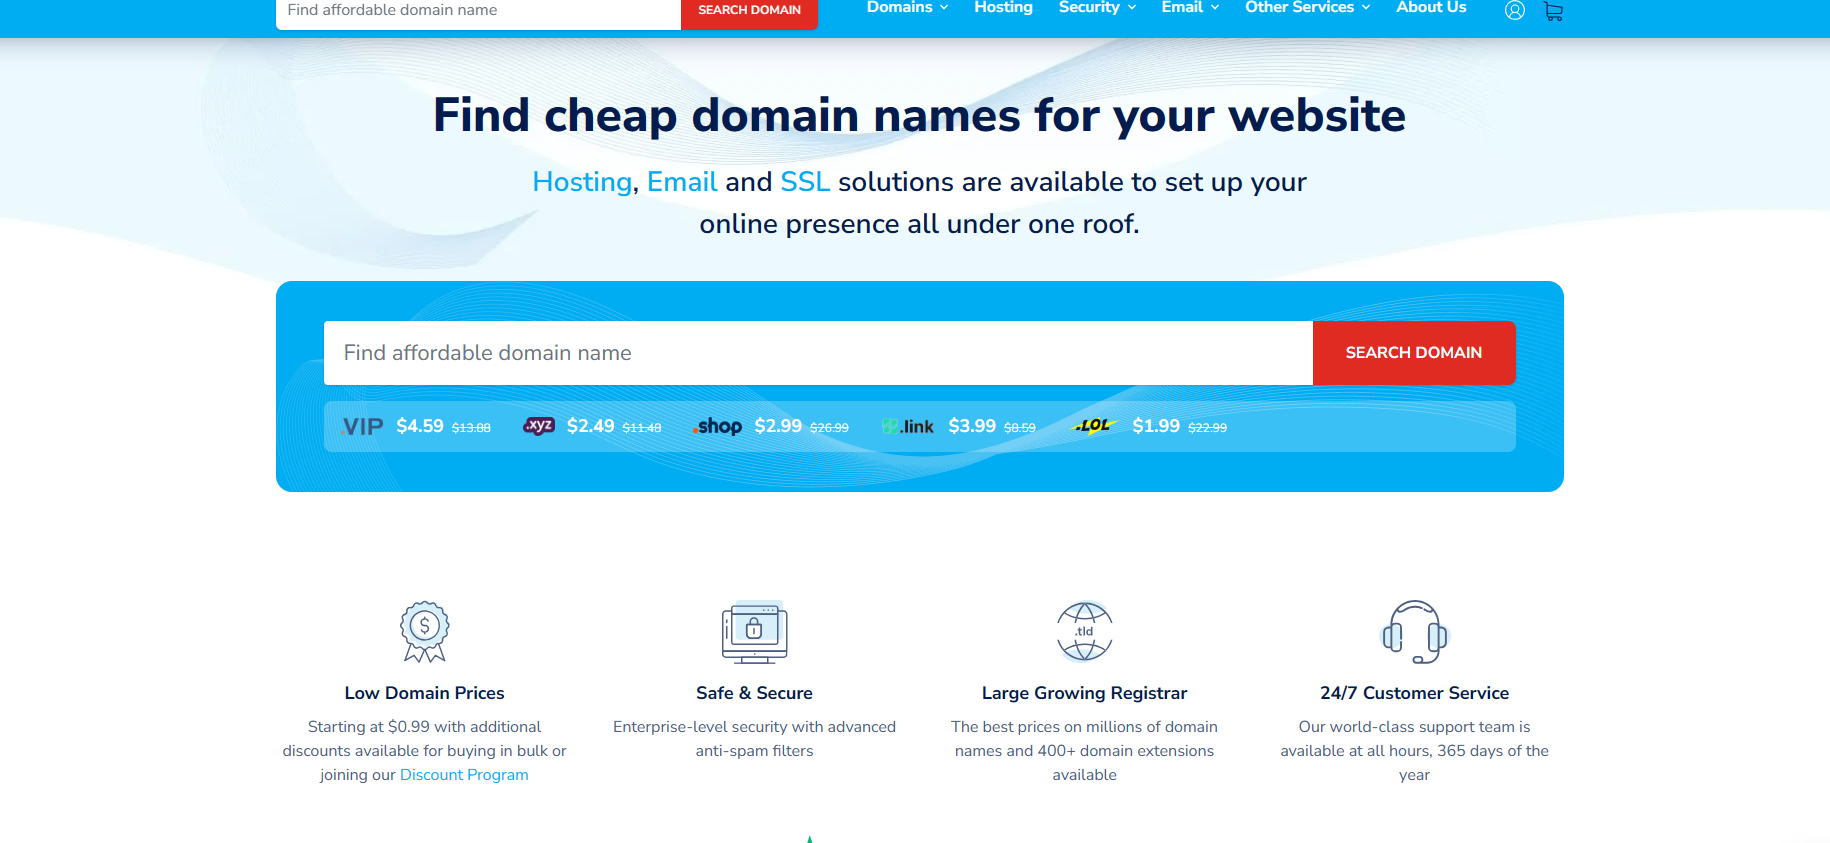 Find affordable domain name
SEARCH DOMAIN
Domains
Hosting
Security
Email
Other Services
About Us
Find cheap domain names for your website
Hosting, Email and SSL solutions are available to set up your
online presence all under one roof.
Find affordable domain name
SEARCH DOMAIN
.VIP $4.59 $13.88 .xyz $2.49 $11.48 .shop $2.99 $26.99 .link $3.99 $8.59 .LOL $1.99 $22.99
.tld
Low Domain Prices
Starting at $0.99 with additional
discounts available for buying in bulk or
joining our Discount Program
Safe & Secure
Enterprise-level security with advanced
anti-spam filters
Large Growing Registrar
The best prices on millions of domain
names and 400+ domain extensions
available
24/7 Customer Service
Our world-class support team is
available at all hours, 365 days of the
year